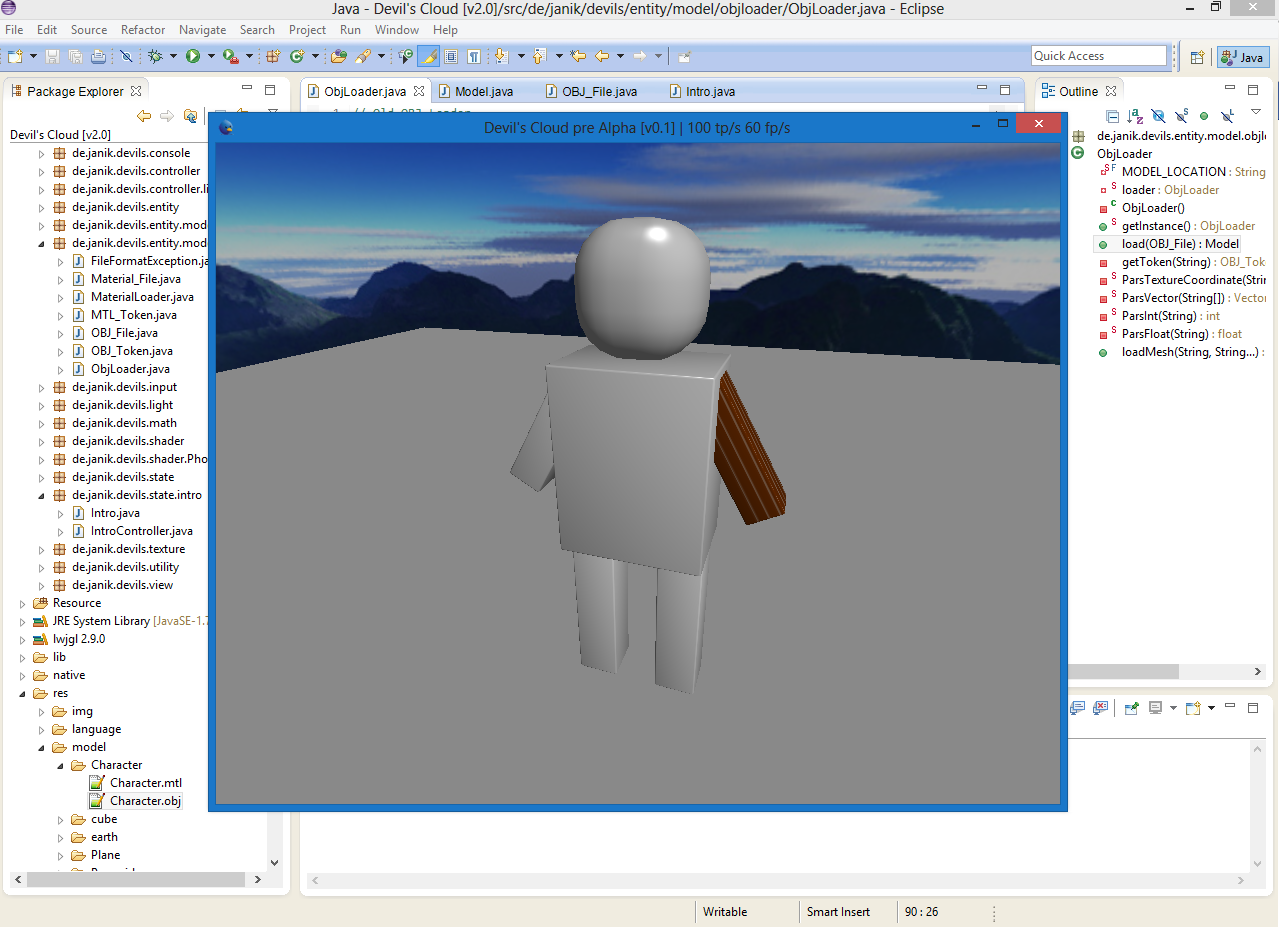 Java - Devil's Cloud [v2.0]/src/de/janik/devils/entity/model/objloader/ObjLoader.java - Eclipse
File Edit Source Refactor Navigate Search Project Run Window Help
Quick Access
Java
Package Explorer
ObjLoader.java
Model.java
OBJ_File.java
Intro.java
Outline
Devil's Cloud pre Alpha [v0.1] | 100 tp/s 60 fp/s
Devil's Cloud [v2.0]
de.janik.devils.console
de.janik.devils.controller
de.janik.devils.controller.li
de.janik.devils.entity
de.janik.devils.entity.mod
de.janik.devils.entity.mod
FileFormatException.ja
Material_File.java
MaterialLoader.java
MTL_Token.java
OBJ_File.java
OBJ_Token.java
ObjLoader.java
de.janik.devils.input
de.janik.devils.light
de.janik.devils.math
de.janik.devils.shader
de.janik.devils.shader.Pho
de.janik.devils.state
de.janik.devils.state.intro
Intro.java
IntroController.java
de.janik.devils.texture
de.janik.devils.utility
de.janik.devils.view
Resource
JRE System Library [JavaSE-1.7
lwjgl 2.9.0
lib
native
res
img
language
model
Character
Character.mtl
Character.obj
cube
earth
Plane
de.janik.devils.entity.model.obj
ObjLoader
MODEL_LOCATION : String
loader : ObjLoader
ObjLoader()
getInstance() : ObjLoader
load(OBJ_File) : Model
getToken(String) : OBJ_Tok
ParsTextureCoordinate(Stri
ParsVector(String[]) : Vector
ParsInt(String) : int
ParsFloat(String) : float
loadMesh(String, String...) :
Writable
Smart Insert
90 : 26